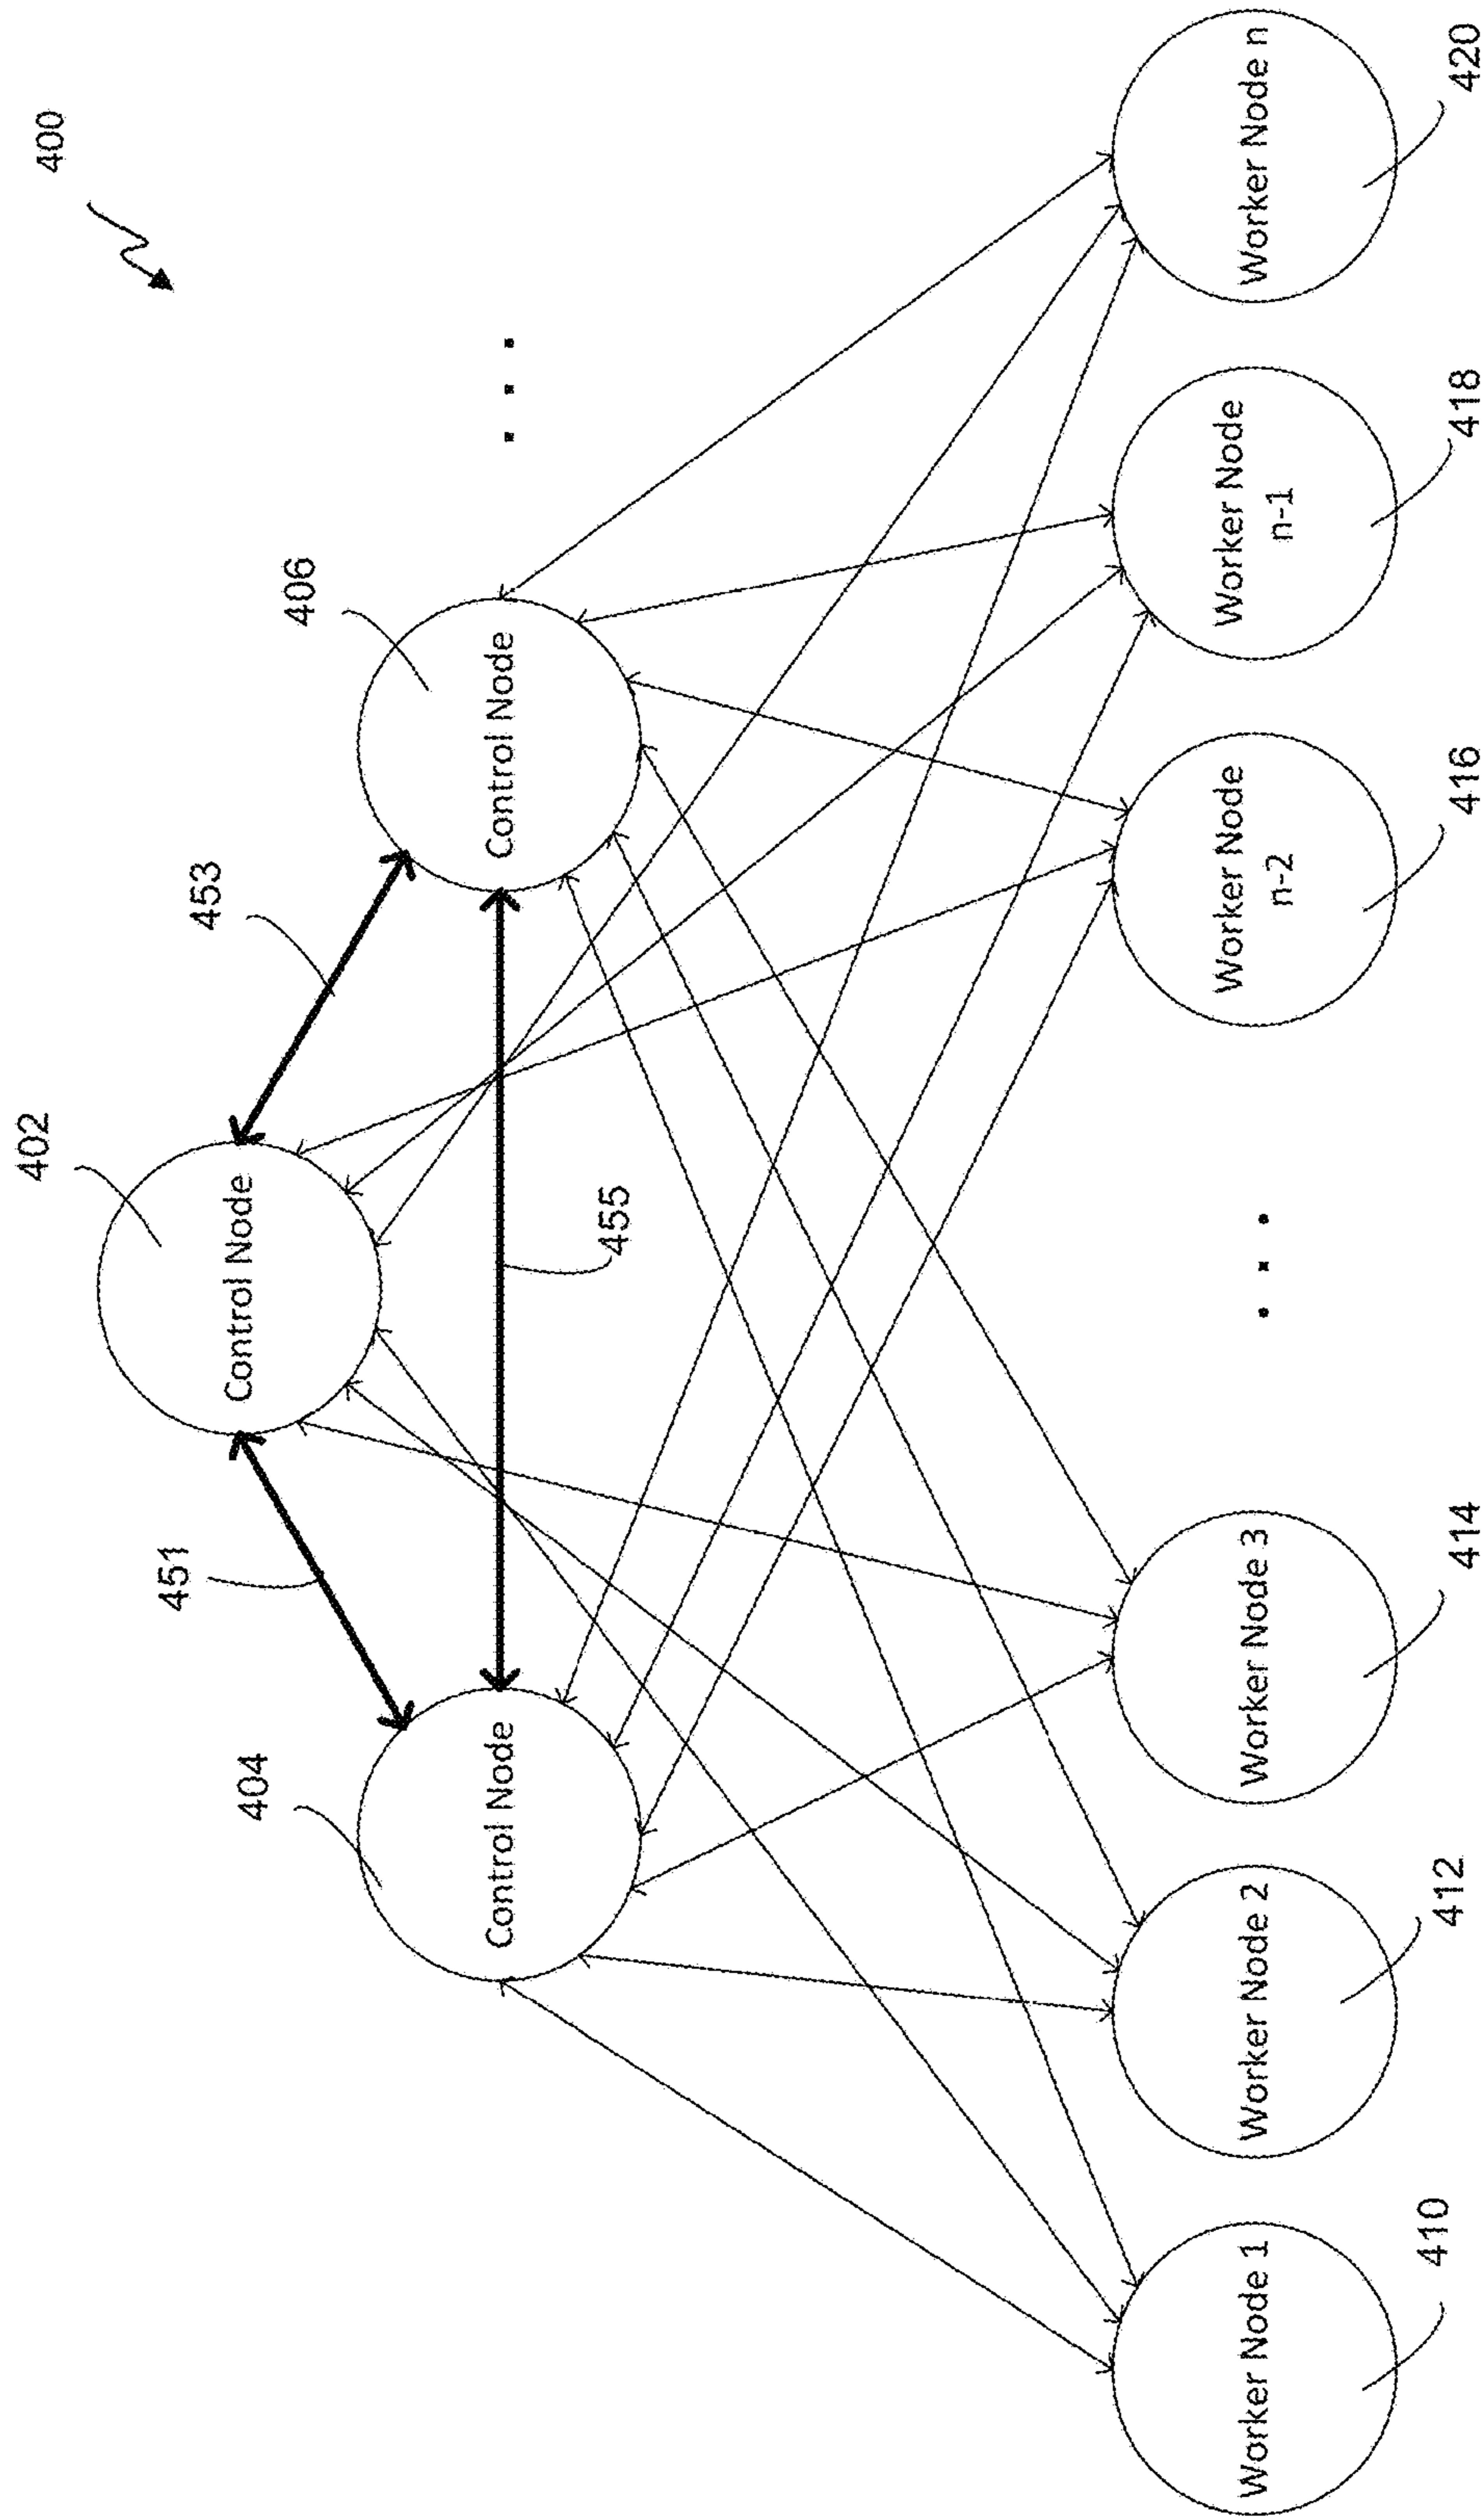 400
402
453
406
451
404
Control Node
Control Node
Control Node
455
Worker Node 1
Worker Node 2
Worker Node 3
. . .
Worker Node
n-2
Worker Node
n-1
Worker Node n
. . .
410
412
414
416
418
420